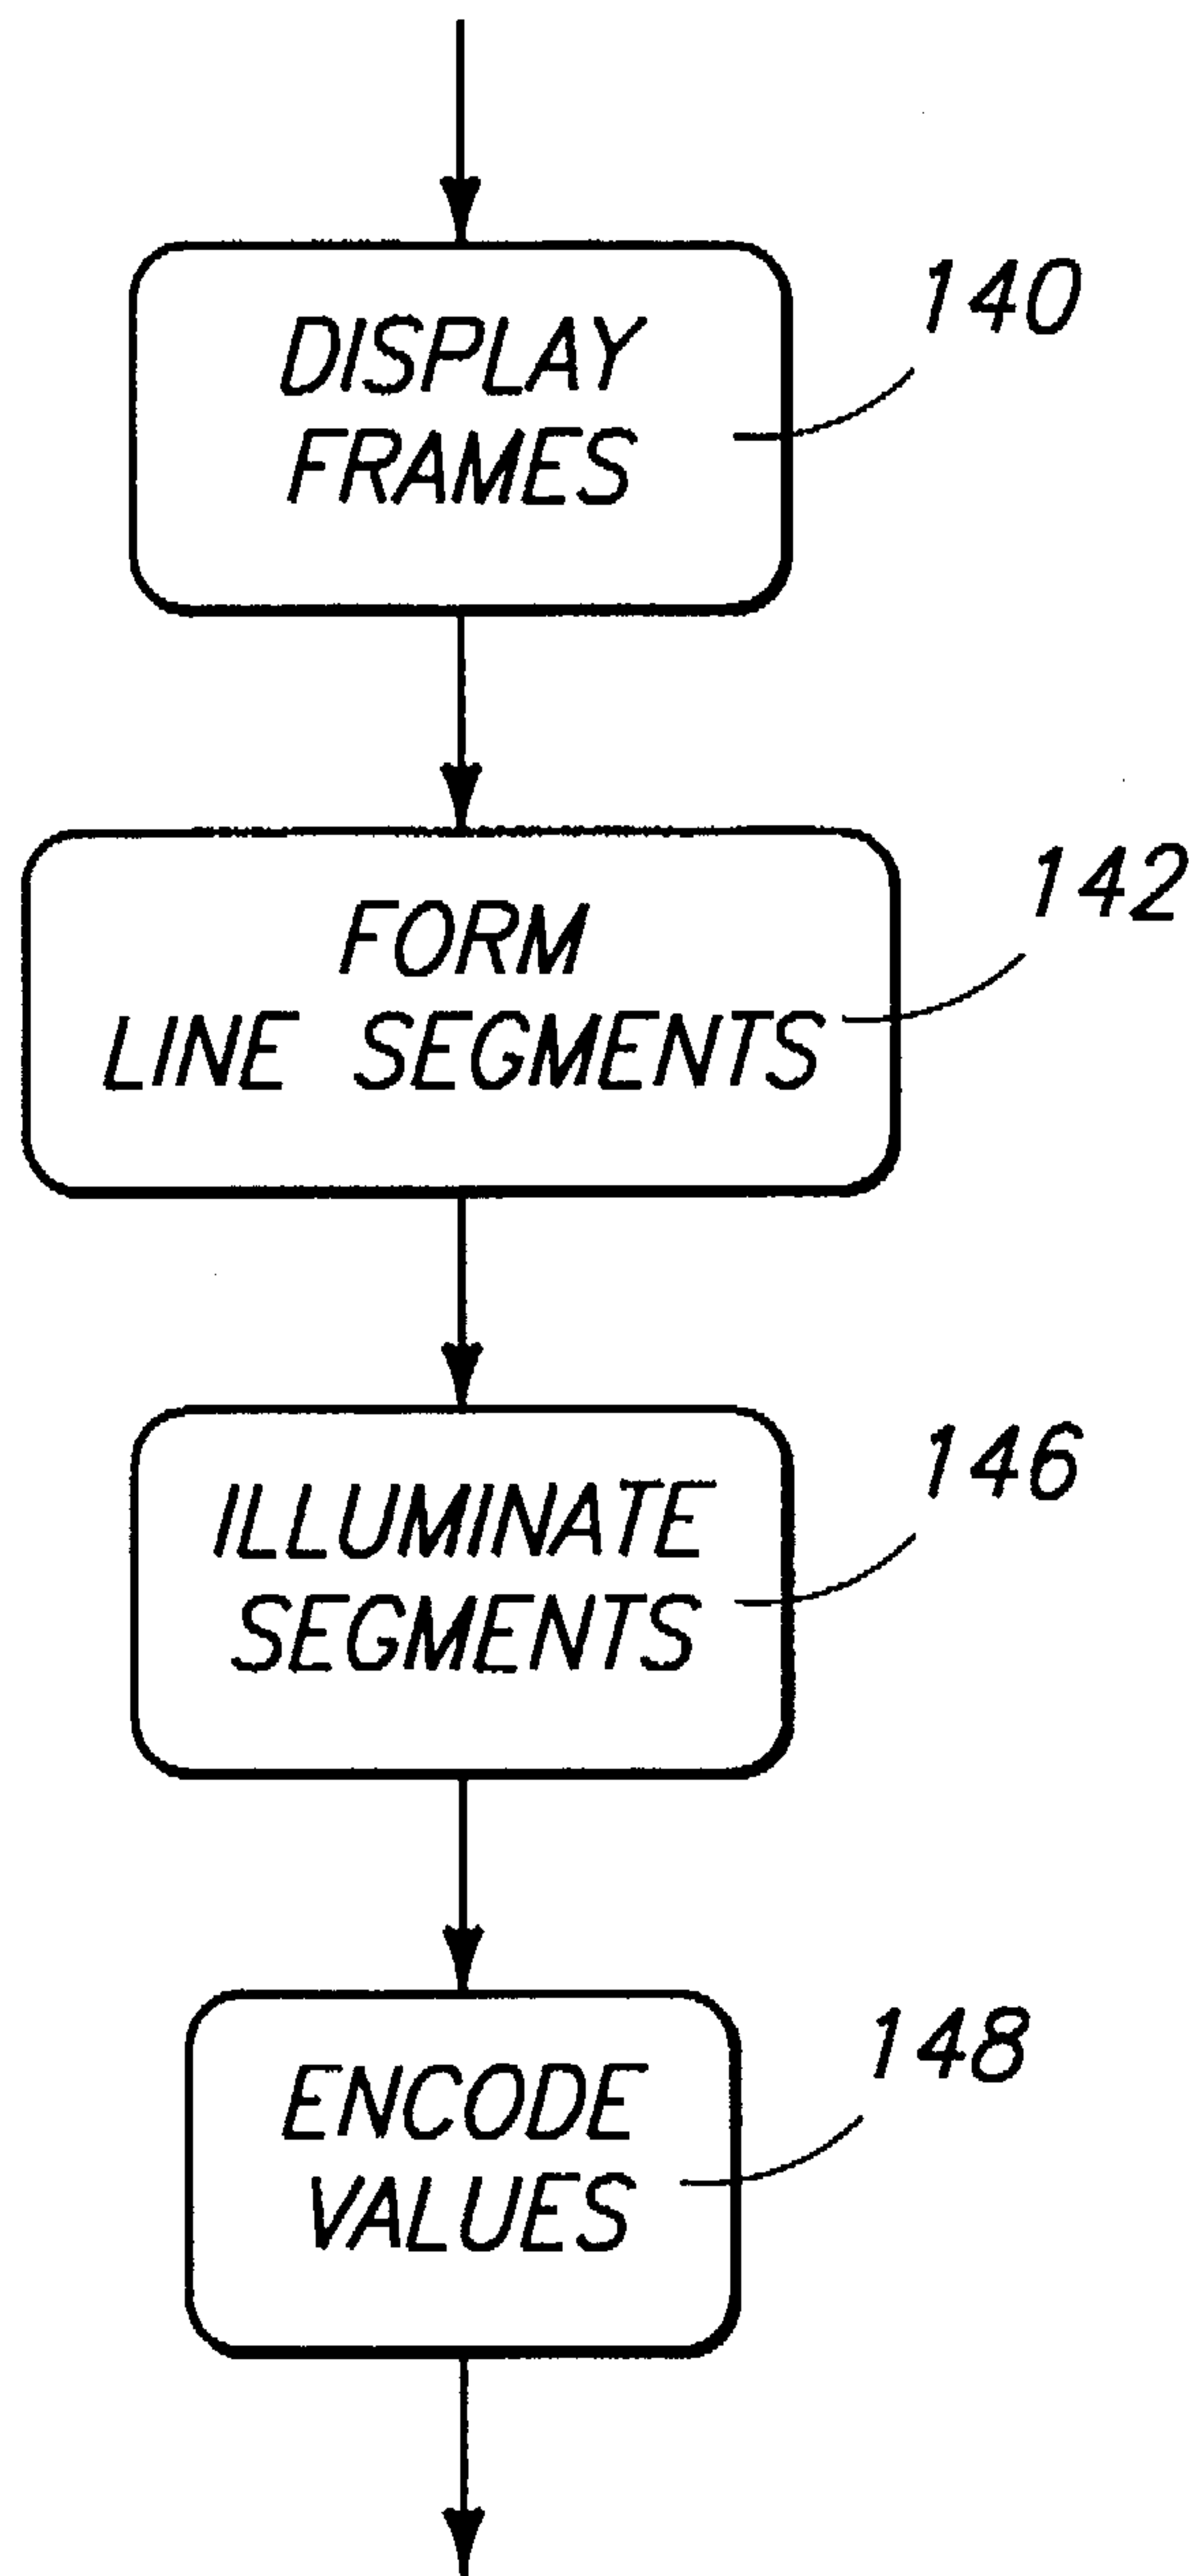 DISPLAY
FRAMES
140
FORM
LINE SEGMENTS
142
ILLUMINATE
SEGMENTS
146
ENCODE
VALUES
148